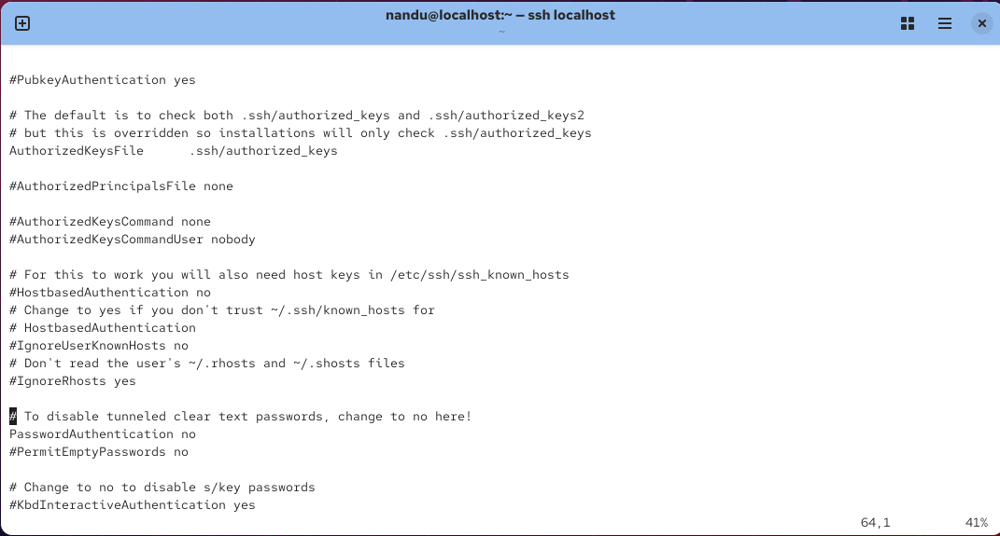 nandu@localhost:~ — ssh localhost
~
#PubkeyAuthentication yes
# The default is to check both .ssh/authorized_keys and .ssh/authorized_keys2
# but this is overridden so installations will only check .ssh/authorized_keys
AuthorizedKeysFile      .ssh/authorized_keys
#AuthorizedPrincipalsFile none
#AuthorizedKeysCommand none
#AuthorizedKeysCommandUser nobody
# For this to work you will also need host keys in /etc/ssh/ssh_known_hosts
#HostbasedAuthentication no
# Change to yes if you don't trust ~/.ssh/known_hosts for
# HostbasedAuthentication
#IgnoreUserKnownHosts no
# Don't read the user's ~/.rhosts and ~/.shosts files
#IgnoreRhosts yes
# To disable tunneled clear text passwords, change to no here!
PasswordAuthentication no
#PermitEmptyPasswords no
# Change to no to disable s/key passwords
#KbdInteractiveAuthentication yes
64,1          41%